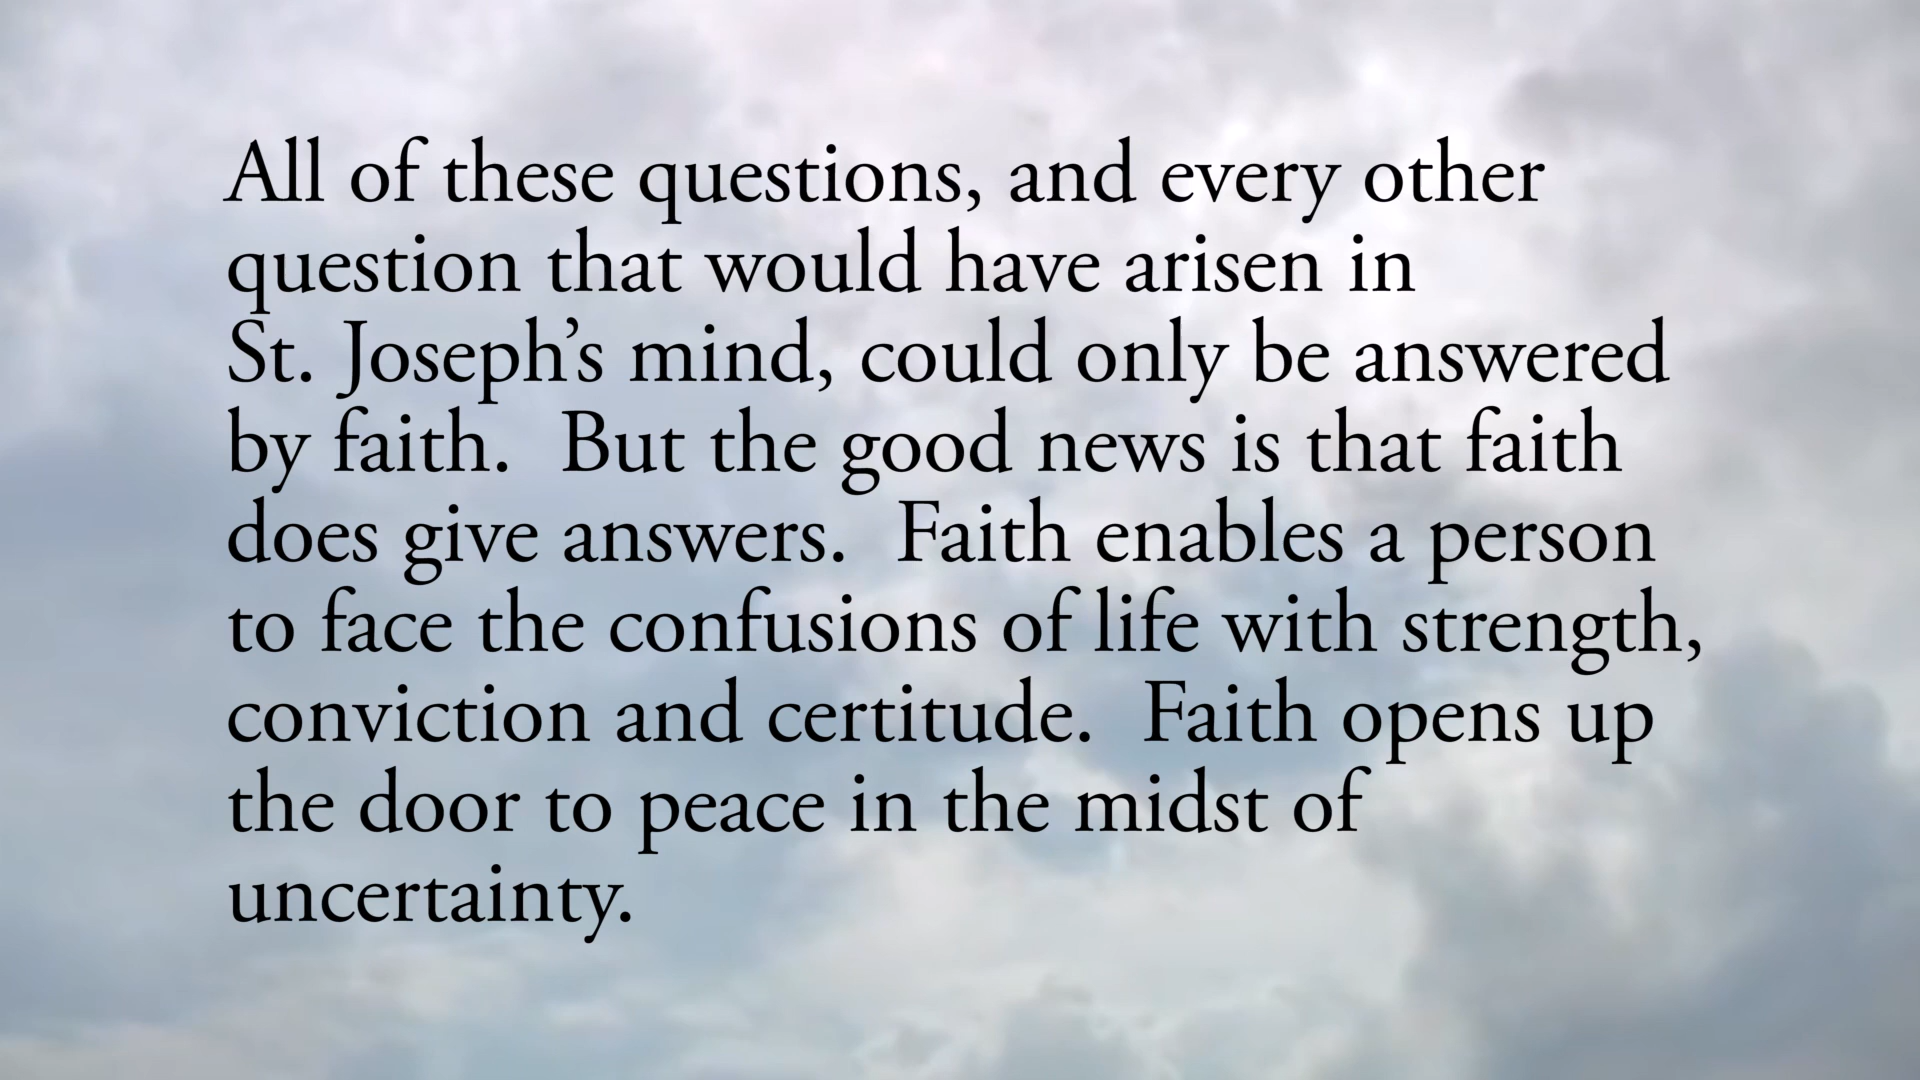 All of these questions, and every other
question that would have arisen in
St. Joseph’s mind, could only be answered
by faith.  But the good news is that faith
does give answers.  Faith enables a person
to face the confusions of life with strength,
conviction and certitude.  Faith opens up
the door to peace in the midst of
uncertainty.